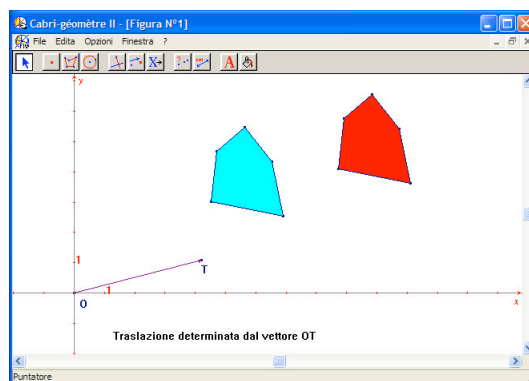 Cabri-géomètre II - [Figura N°1]
File Edita Opzioni Finestra ?
A
y
1
T
O
1
x
Traslazione determinata dal vettore OT
Puntatore